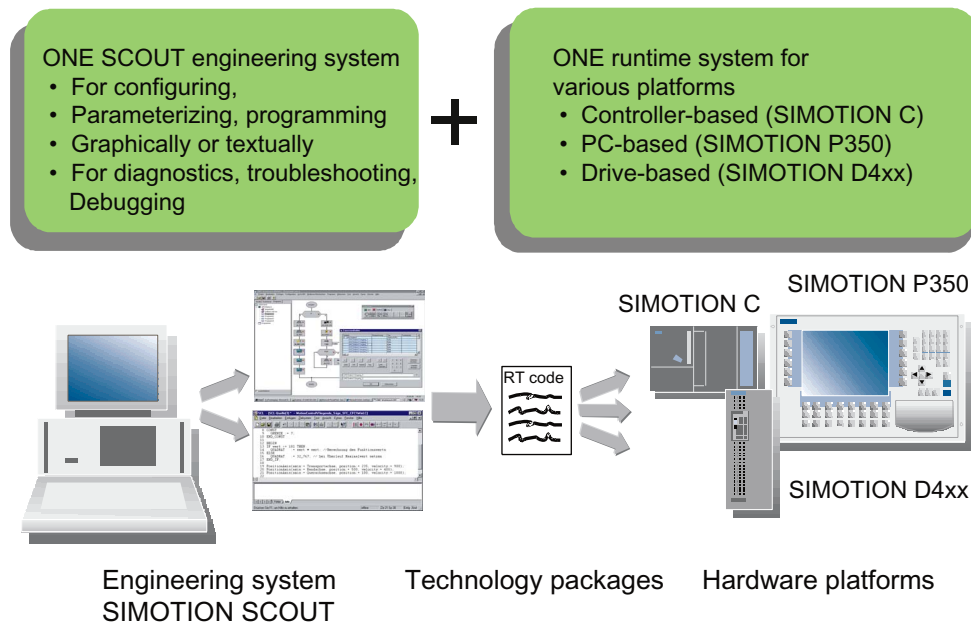 ONE SCOUT engineering system
• For configuring,
• Parameterizing, programming
• Graphically or textually
• For diagnostics, troubleshooting,
Debugging
+
ONE runtime system for
various platforms
• Controller-based (SIMOTION C)
• PC-based (SIMOTION P350)
• Drive-based (SIMOTION D4xx)
SIMOTION P350
SIMOTION C
RT code
SIMOTION D4xx
Engineering system
SIMOTION SCOUT
Technology packages
Hardware platforms